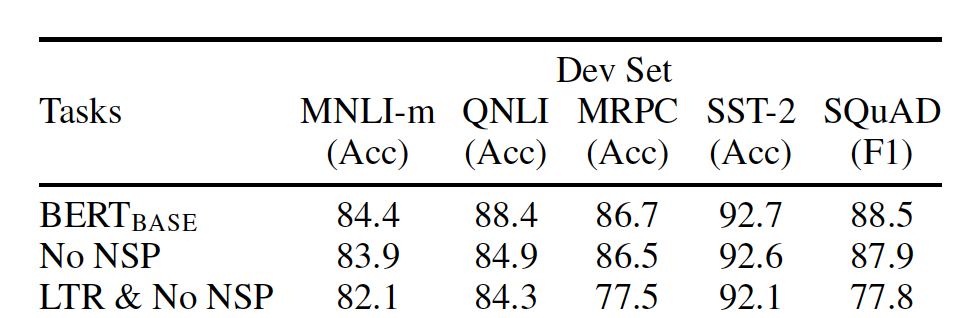 Dev Set
Tasks MNLI-m QNLI MRPC SST-2 SQuAD
(Acc) (Acc) (Acc) (Acc) (F1)
BERTBASE 84.4 88.4 86.7 92.7 88.5
No NSP 83.9 84.9 86.5 92.6 87.9
LTR & No NSP 82.1 84.3 77.5 92.1 77.8